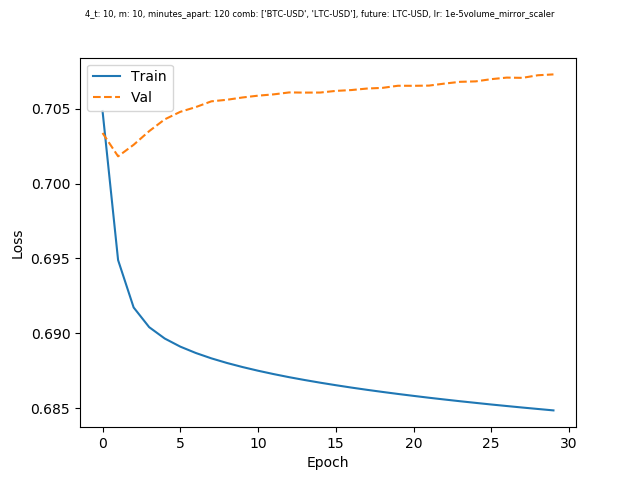 4_t: 10, m: 10, minutes_apart: 120 comb: ['BTC-USD', 'LTC-USD'], future: LTC-USD, lr: 1e-5volume_mirror_scaler
Train
Val
0.705
0.700
0.695
0.690
0.685
Loss
0 5 10 15 20 25 30
Epoch